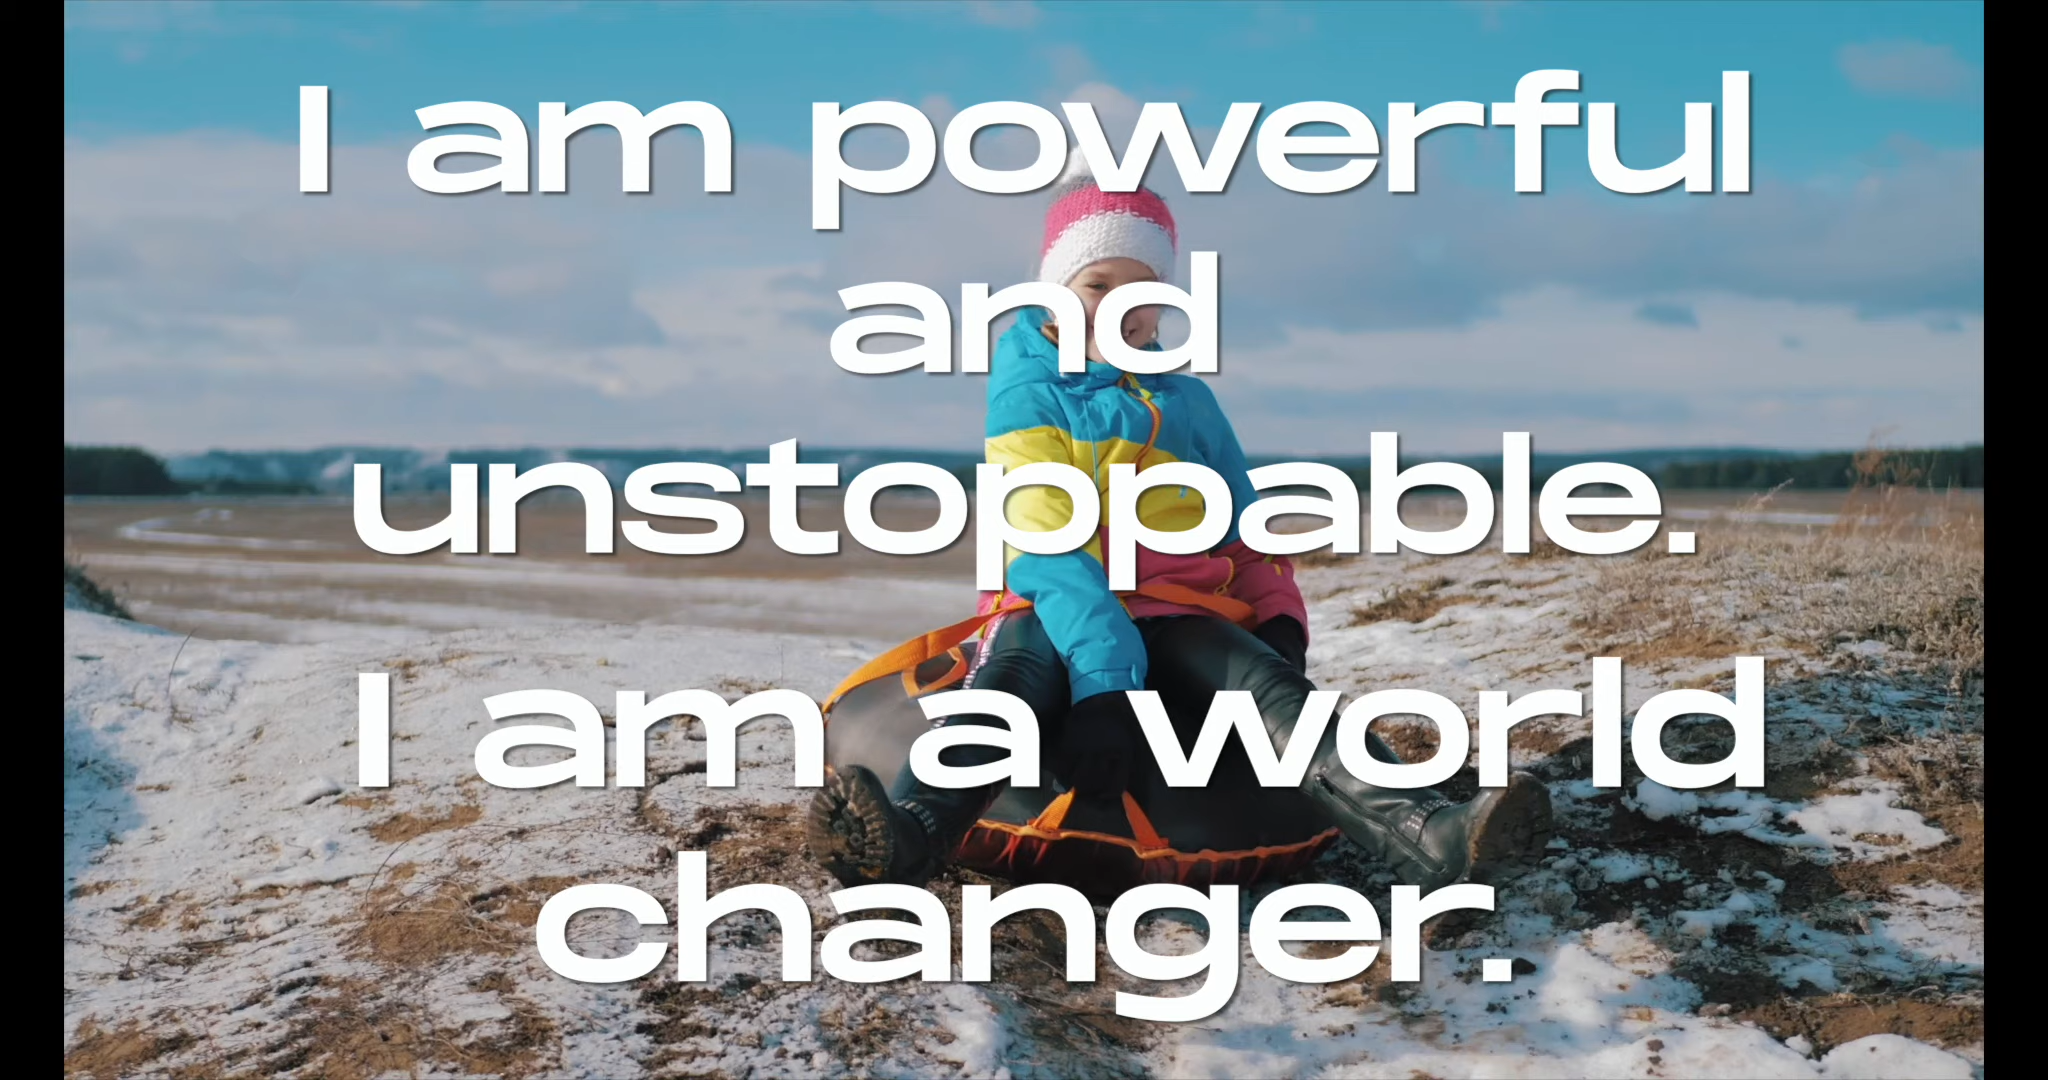 I am powerful
and
unstoppable.
I am a world
changer.